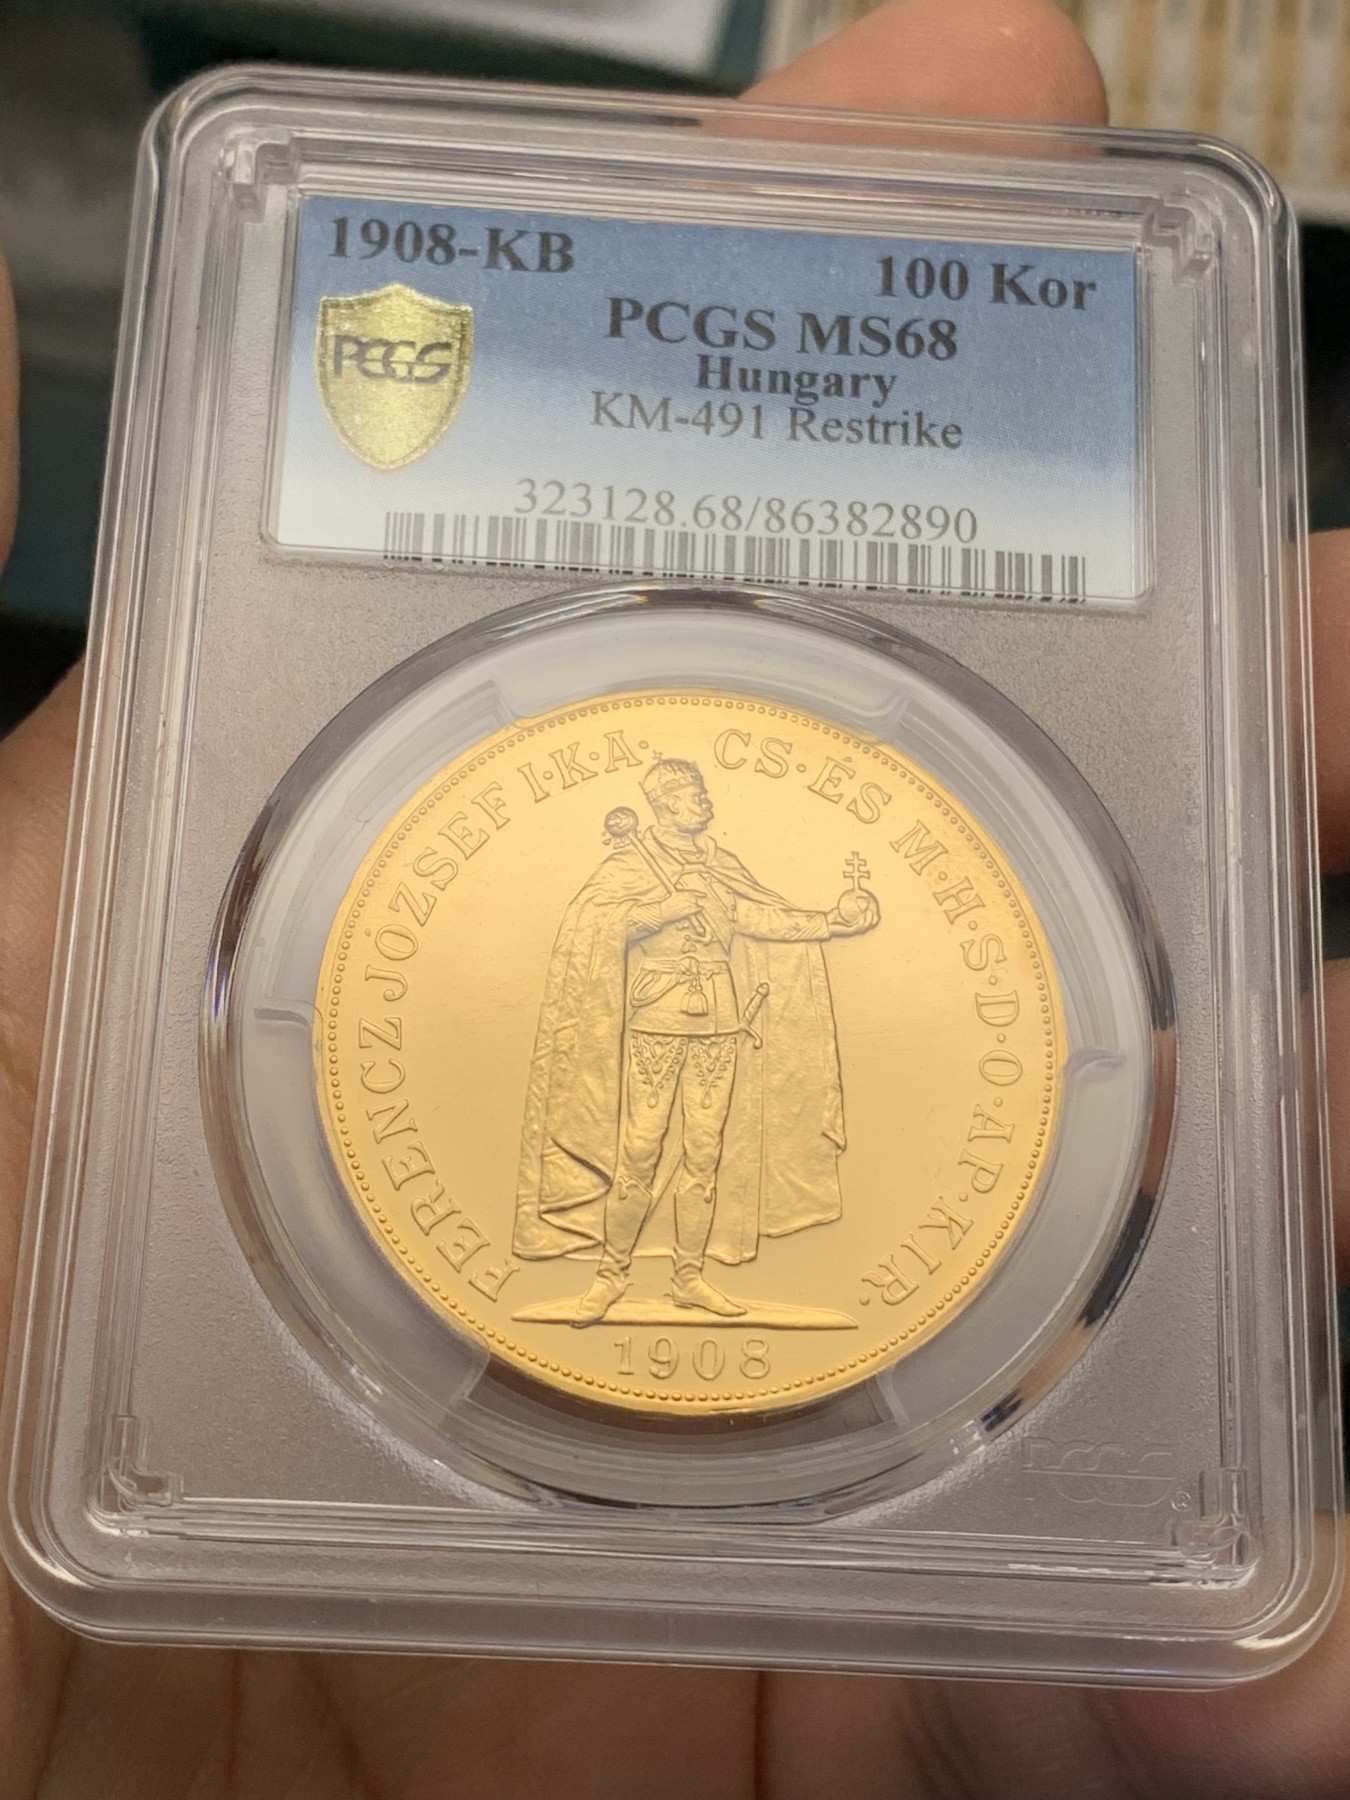 1908-KB
100 Kor
PCGS
PCGS MS68
Hungary
KM-491 Restrike
323128.68/86382890
FERENCZ JÓZSEF I·K·A· CS·ÉS M·H·S·D·O·AP·KIR·
1908
PCGS®